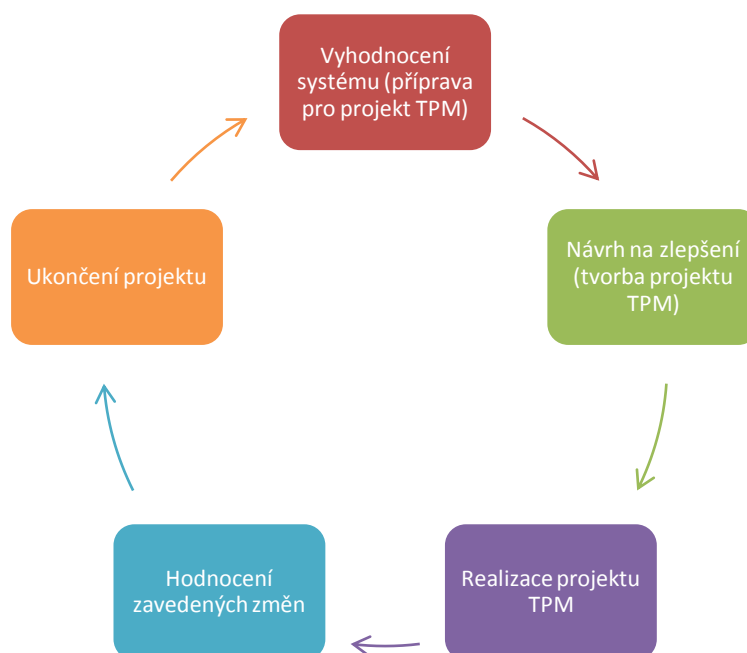 Vyhodnocení
systému (příprava
pro projekt TPM)
Návrh na zlepšení
(tvorba projektu
TPM)
Realizace projektu
TPM
Hodnocení
zavedených změn
Ukončení projektu